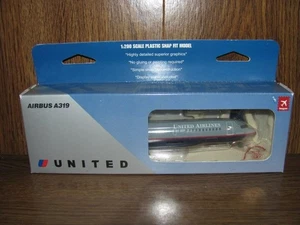 1:200 SCALE PLASTIC SNAP FIT MODEL
"Highly detailed superior graphics"
"No gluing or painting required"
AIRBUS A319
UNITED AIRLINES
UNITED